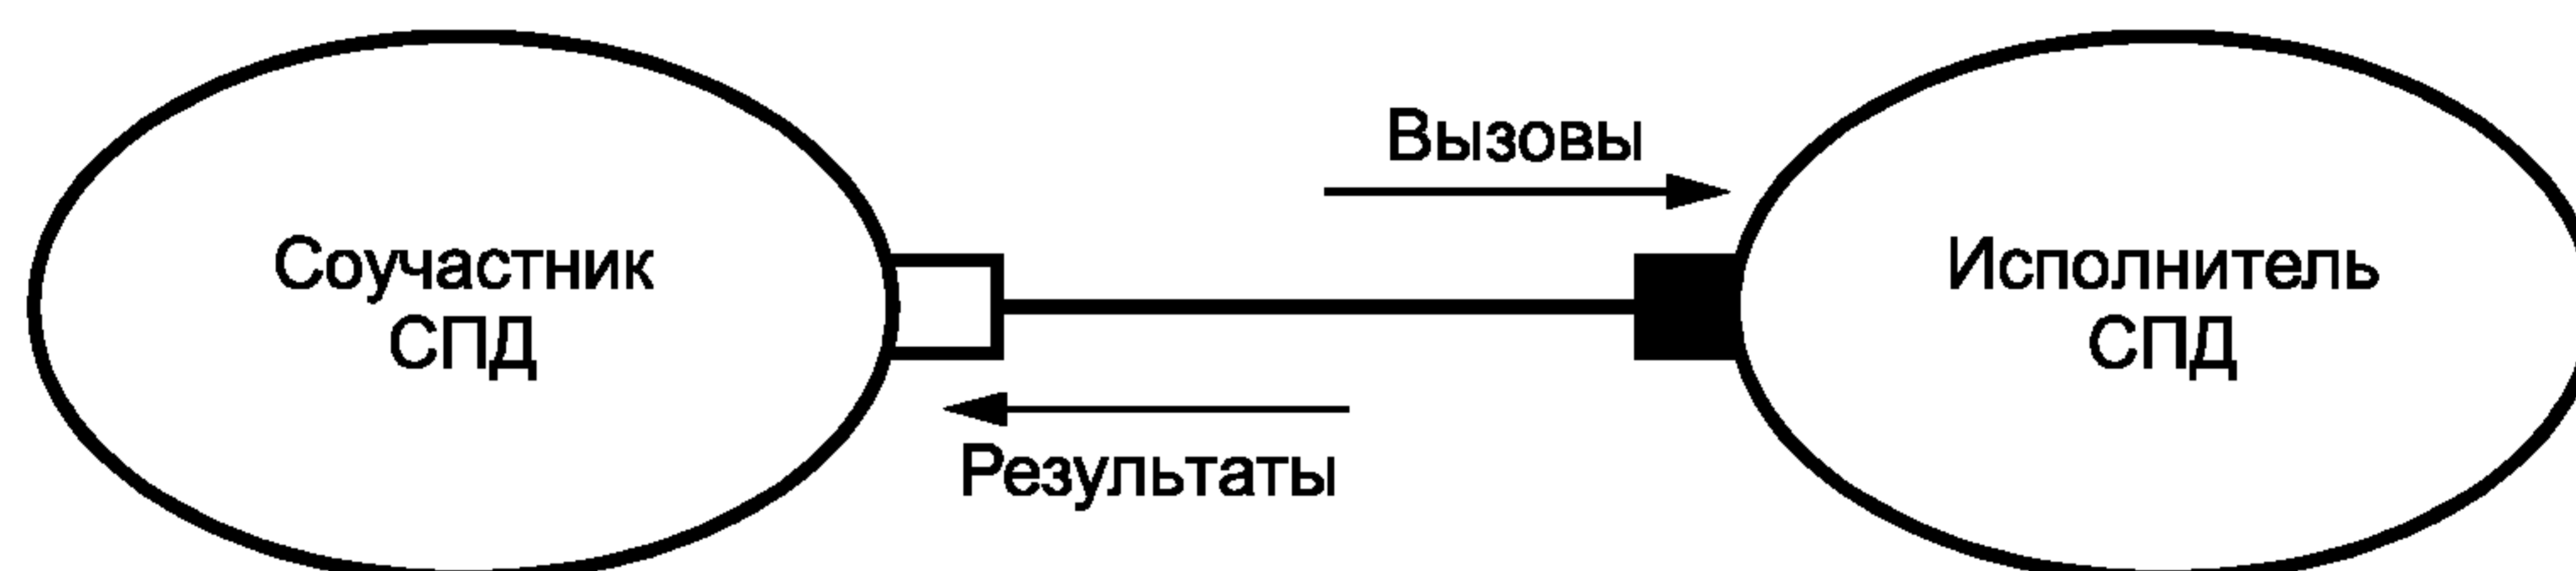 Вызовы
Соучастник
СПД
Исполнитель
СПД
Результаты